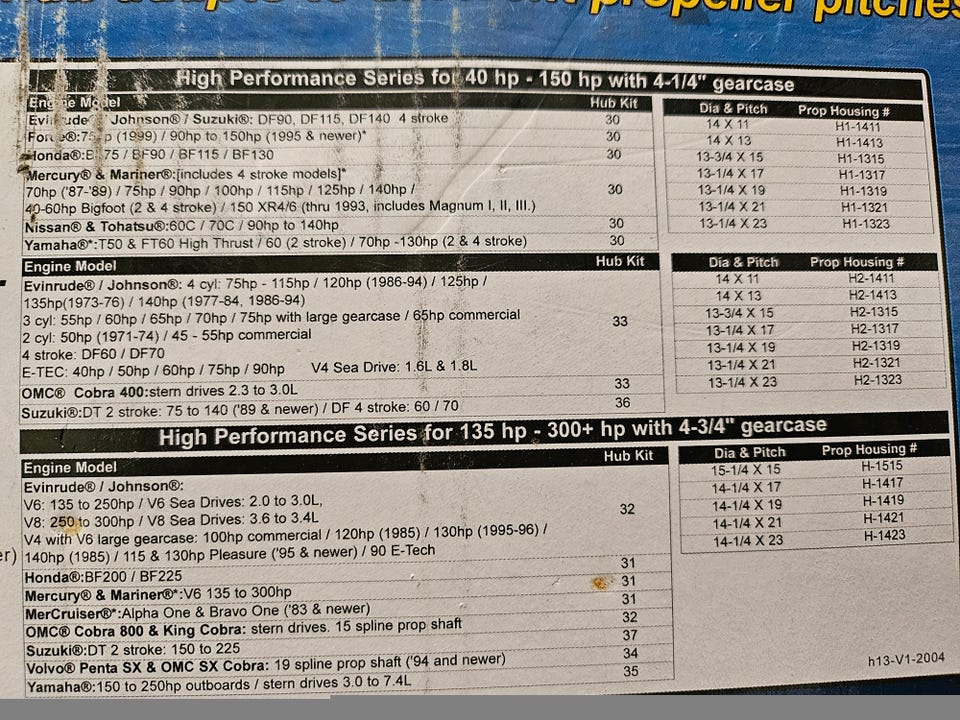 propeller pitches
High Performance Series for 40 hp - 150 hp with 4-1/4" gearcase
Engine Model Hub Kit
Evinrude® Johnson® / Suzuki®: DF90, DF115, DF140 4 stroke 30
Force®:75hp (1999) / 90hp to 150hp (1995 & newer)* 30
Honda®: 75 / BF90 / BF115 / BF130 30
Mercury® & Mariner®:[includes 4 stroke models]*
70hp ('87-'89) / 75hp / 90hp / 100hp / 115hp / 125hp / 140hp /
40-60hp Bigfoot (2 & 4 stroke) / 150 XR4/6 (thru 1993, includes Magnum I, II, III.) 30
Nissan® & Tohatsu®:60C / 70C / 90hp to 140hp 30
Yamaha®*:T50 & FT60 High Thrust / 60 (2 stroke) / 70hp -130hp (2 & 4 stroke) 30
Dia & Pitch Prop Housing #
14 X 11 H1-1411
14 X 13 H1-1413
13-3/4 X 15 H1-1315
13-1/4 X 17 H1-1317
13-1/4 X 19 H1-1319
13-1/4 X 21 H1-1321
13-1/4 X 23 H1-1323
Engine Model Hub Kit
Evinrude® / Johnson®: 4 cyl: 75hp - 115hp / 120hp (1986-94) / 125hp /
135hp(1973-76) / 140hp (1977-84, 1986-94)
3 cyl: 55hp / 60hp / 65hp / 70hp / 75hp with large gearcase / 65hp commercial 33
2 cyl: 50hp (1971-74) / 45 - 55hp commercial
4 stroke: DF60 / DF70
E-TEC: 40hp / 50hp / 60hp / 75hp / 90hp V4 Sea Drive: 1.6L & 1.8L
OMC® Cobra 400:stern drives 2.3 to 3.0L 33
Suzuki®:DT 2 stroke: 75 to 140 ('89 & newer) / DF 4 stroke: 60 / 70 36
Dia & Pitch Prop Housing #
14 X 11 H2-1411
14 X 13 H2-1413
13-3/4 X 15 H2-1315
13-1/4 X 17 H2-1317
13-1/4 X 19 H2-1319
13-1/4 X 21 H2-1321
13-1/4 X 23 H2-1323
High Performance Series for 135 hp - 300+ hp with 4-3/4" gearcase
Engine Model Hub Kit
Evinrude® / Johnson®:
V6: 135 to 250hp / V6 Sea Drives: 2.0 to 3.0L, 32
V8: 250 to 300hp / V8 Sea Drives: 3.6 to 3.4L
V4 with V6 large gearcase: 100hp commercial / 120hp (1985) / 130hp (1995-96) /
er) 140hp (1985) / 115 & 130hp Pleasure ('95 & newer) / 90 E-Tech
Honda®:BF200 / BF225 31
Mercury® & Mariner®*:V6 135 to 300hp 31
MerCruiser®*:Alpha One & Bravo One ('83 & newer) 31
OMC® Cobra 800 & King Cobra: stern drives. 15 spline prop shaft 32
Suzuki®:DT 2 stroke: 150 to 225 37
Volvo® Penta SX & OMC SX Cobra: 19 spline prop shaft ('94 and newer) 34
Yamaha®:150 to 250hp outboards / stern drives 3.0 to 7.4L 35
Dia & Pitch Prop Housing #
15-1/4 X 15 H-1515
14-1/4 X 17 H-1417
14-1/4 X 19 H-1419
14-1/4 X 21 H-1421
14-1/4 X 23 H-1423
h13-V1-2004